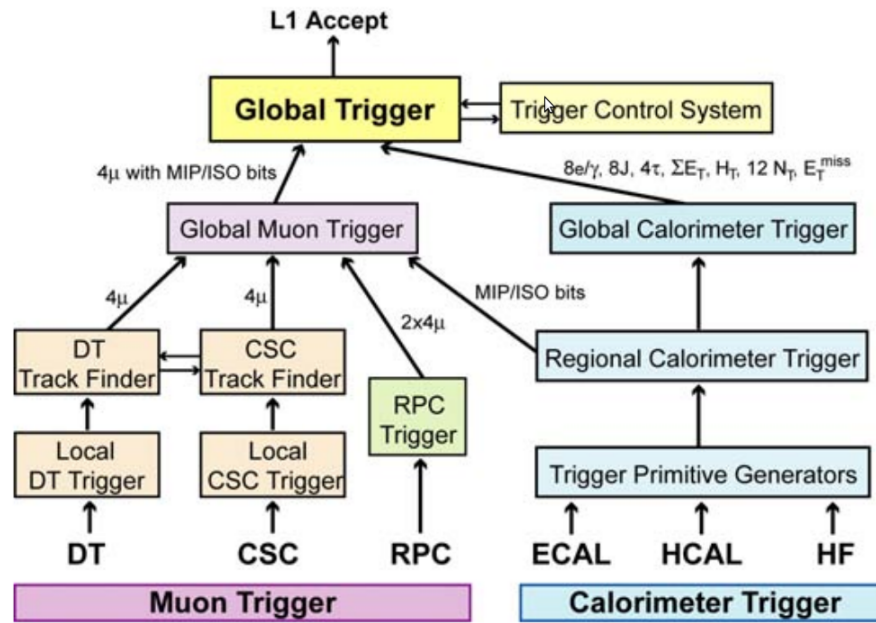 L1 Accept
Global Trigger
Trigger Control System
4μ with MIP/ISO bits
8e/γ, 8J, 4τ, ΣE_T, H_T, 12 N_T, E_T^miss
Global Muon Trigger
Global Calorimeter Trigger
4μ
4μ
2x4μ
MIP/ISO bits
DT
Track Finder
CSC
Track Finder
Regional Calorimeter Trigger
RPC
Trigger
Local
DT Trigger
Local
CSC Trigger
Trigger Primitive Generators
DT
CSC
RPC
ECAL
HCAL
HF
Muon Trigger
Calorimeter Trigger